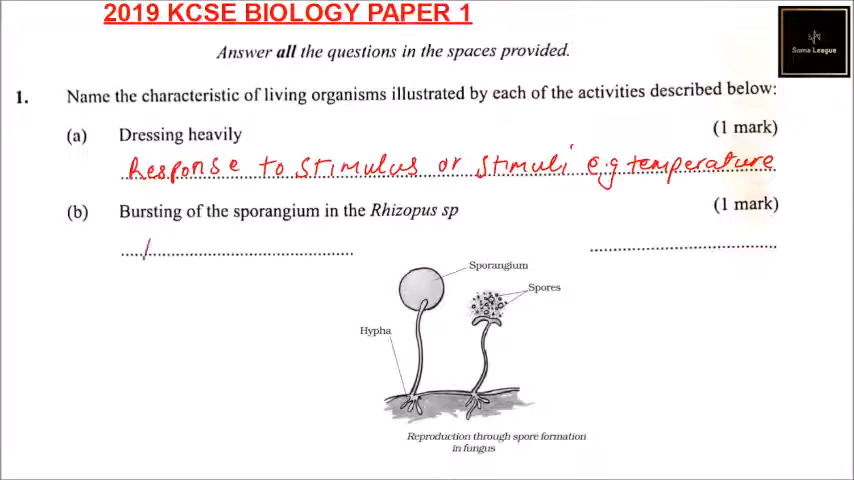 2019 KCSE BIOLOGY PAPER 1
Soma League
Answer all the questions in the spaces provided.
1. Name the characteristic of living organisms illustrated by each of the activities described below:
(a) Dressing heavily (1 mark)
Response to stimulus or stimuli e.g temperature
(b) Bursting of the sporangium in the Rhizopus sp (1 mark)
Sporangium
Spores
Hypha
Reproduction through spore formation
in fungus